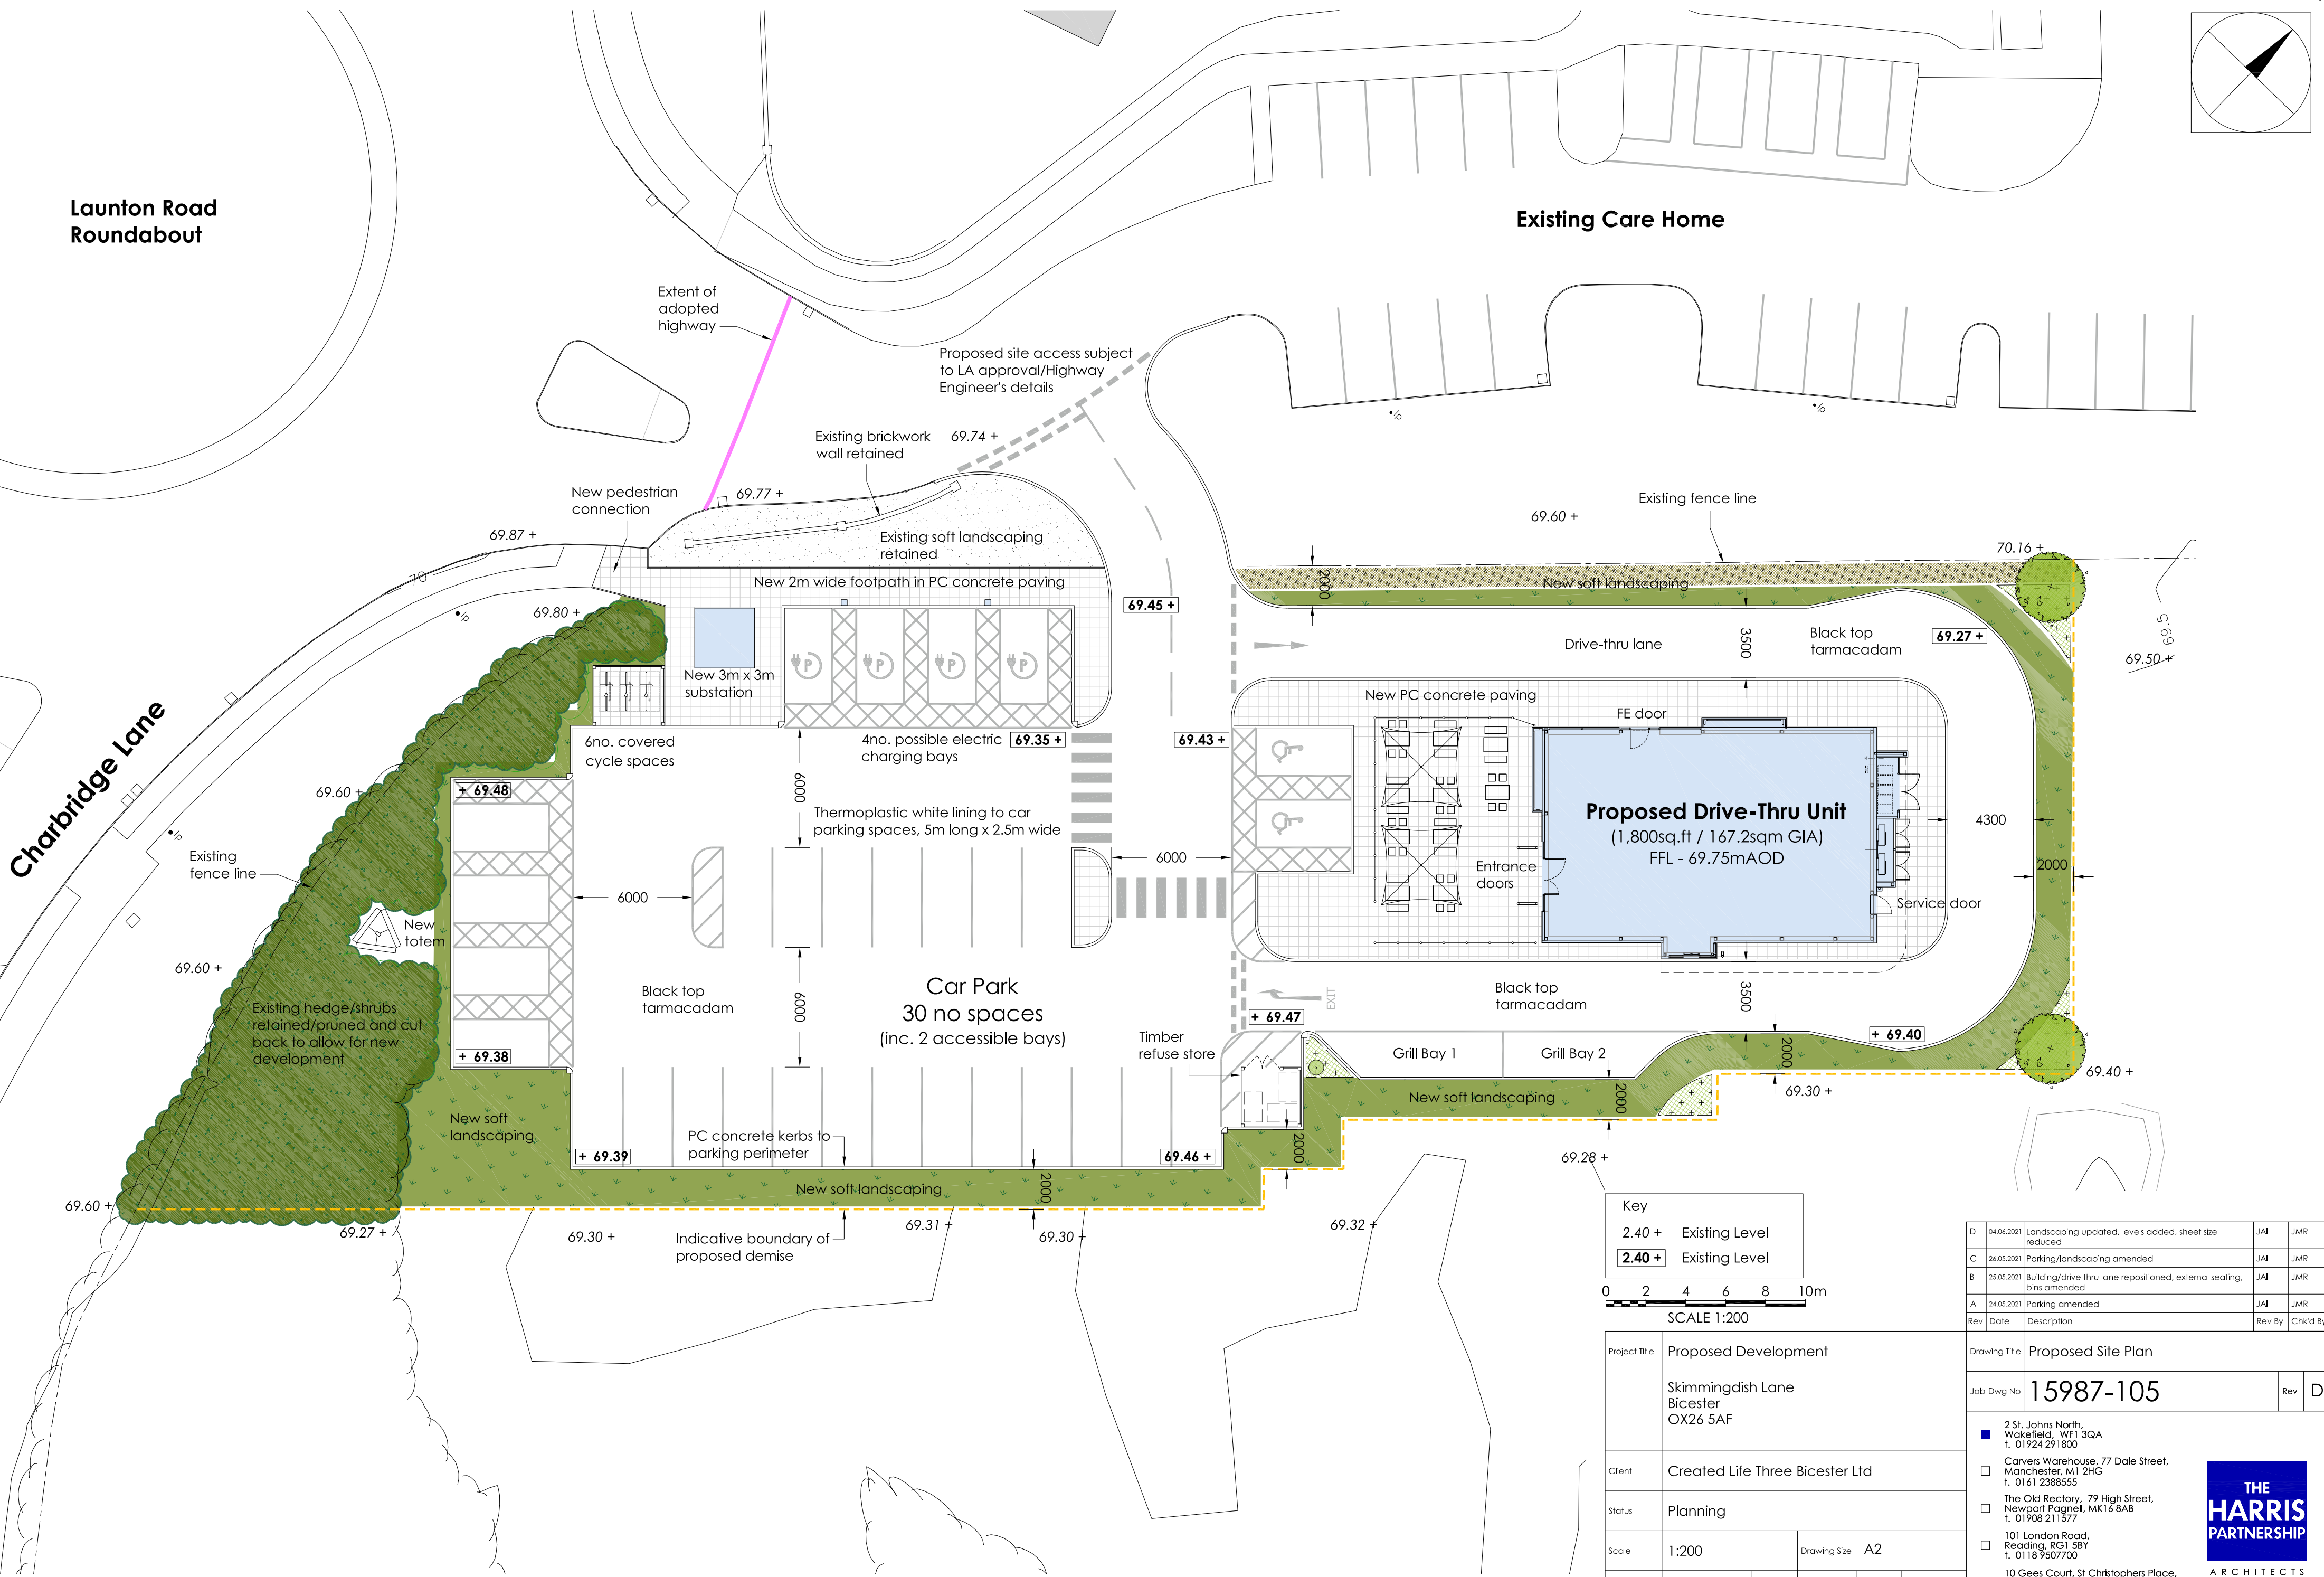 Launton Road
Roundabout
Existing Care Home
Extent of
adopted
highway
Proposed site access subject
to LA approval/Highway
Engineer's details
Existing brickwork
wall retained
69.74 +
69.77 +
New pedestrian
connection
69.87 +
70
Existing soft landscaping
retained
New 2m wide footpath in PC concrete paving
69.80 +
lp
lp
lp
lp
Existing fence line
69.60 +
70.16 +
2000
New soft landscaping
69.45 +
69.5
69.50 +
Drive-thru lane
3500
Black top
tarmacadam
69.27 +
New 3m x 3m
substation
P
P
P
P
New PC concrete paving
FE door
6no. covered
cycle spaces
4no. possible electric
charging bays
69.35 +
69.43 +
6000
+ 69.48
69.60 +
Thermoplastic white lining to car
parking spaces, 5m long x 2.5m wide
Charbridge Lane
Existing
fence line
6000
6000
Proposed Drive-Thru Unit
(1,800sq.ft / 167.2sqm GIA)
FFL - 69.75mAOD
Entrance
doors
4300
2000
Service door
New
totem
69.60 +
Existing hedge/shrubs
retained/pruned and cut
back to allow for new
development
Black top
tarmacadam
6000
Car Park
30 no spaces
(inc. 2 accessible bays)
EXIT
Black top
tarmacadam
3500
+ 69.47
+ 69.38
Timber
refuse store
Grill Bay 1
Grill Bay 2
+ 69.40
2000
69.40 +
69.30 +
New soft landscaping
2000
New soft
landscaping
PC concrete kerbs to
parking perimeter
+ 69.39
69.46 +
2000
69.28 +
New soft landscaping
2000
69.60 +
69.27 +
69.30 +
69.31 +
69.30 +
69.32 +
Indicative boundary of
proposed demise
Key
2.40 + Existing Level
2.40 + Existing Level
0 2 4 6 8 10m
SCALE 1:200
D 04.06.2021 Landscaping updated, levels added, sheet size reduced JAI JMR
C 26.05.2021 Parking/landscaping amended JAI JMR
B 25.05.2021 Building/drive thru lane repositioned, external seating, bins amended JAI JMR
A 24.05.2021 Parking amended JAI JMR
Rev Date Description Rev By Chk'd By
Project Title Proposed Development
Skimmingdish Lane
Bicester
OX26 5AF
Client Created Life Three Bicester Ltd
Status Planning
Scale 1:200 Drawing Size A2
Drawing Title Proposed Site Plan
Job-Dwg No 15987-105 Rev D
2 St. Johns North,
Wakefield, WF1 3QA
t. 01924 291800
Carvers Warehouse, 77 Dale Street,
Manchester, M1 2HG
t. 0161 2388555
The Old Rectory, 79 High Street,
Newport Pagnell, MK16 8AB
t. 01908 211577
101 London Road,
Reading, RG1 5BY
t. 0118 9507700
10 Gees Court, St Christophers Place,
THE
HARRIS
PARTNERSHIP
ARCHITECTS